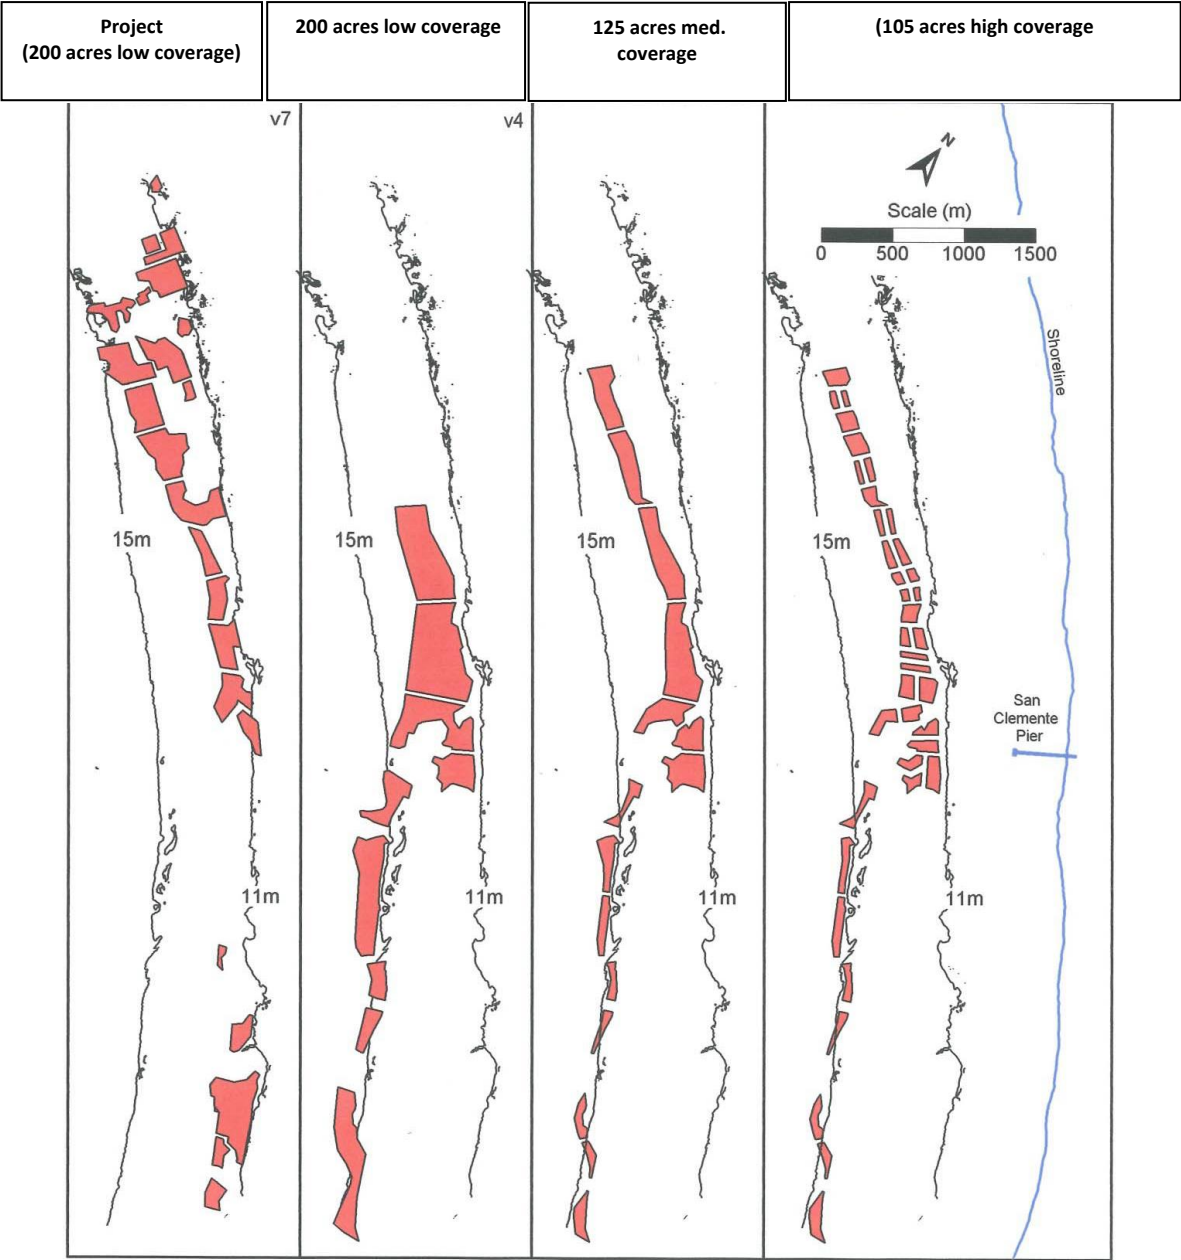 Project
(200 acres low coverage)
200 acres low coverage
125 acres med.
coverage
(105 acres high coverage
v7
v4
N
Scale (m)
0 500 1000 1500
Shoreline
15m
15m
15m
15m
San
Clemente
Pier
11m
11m
11m
11m